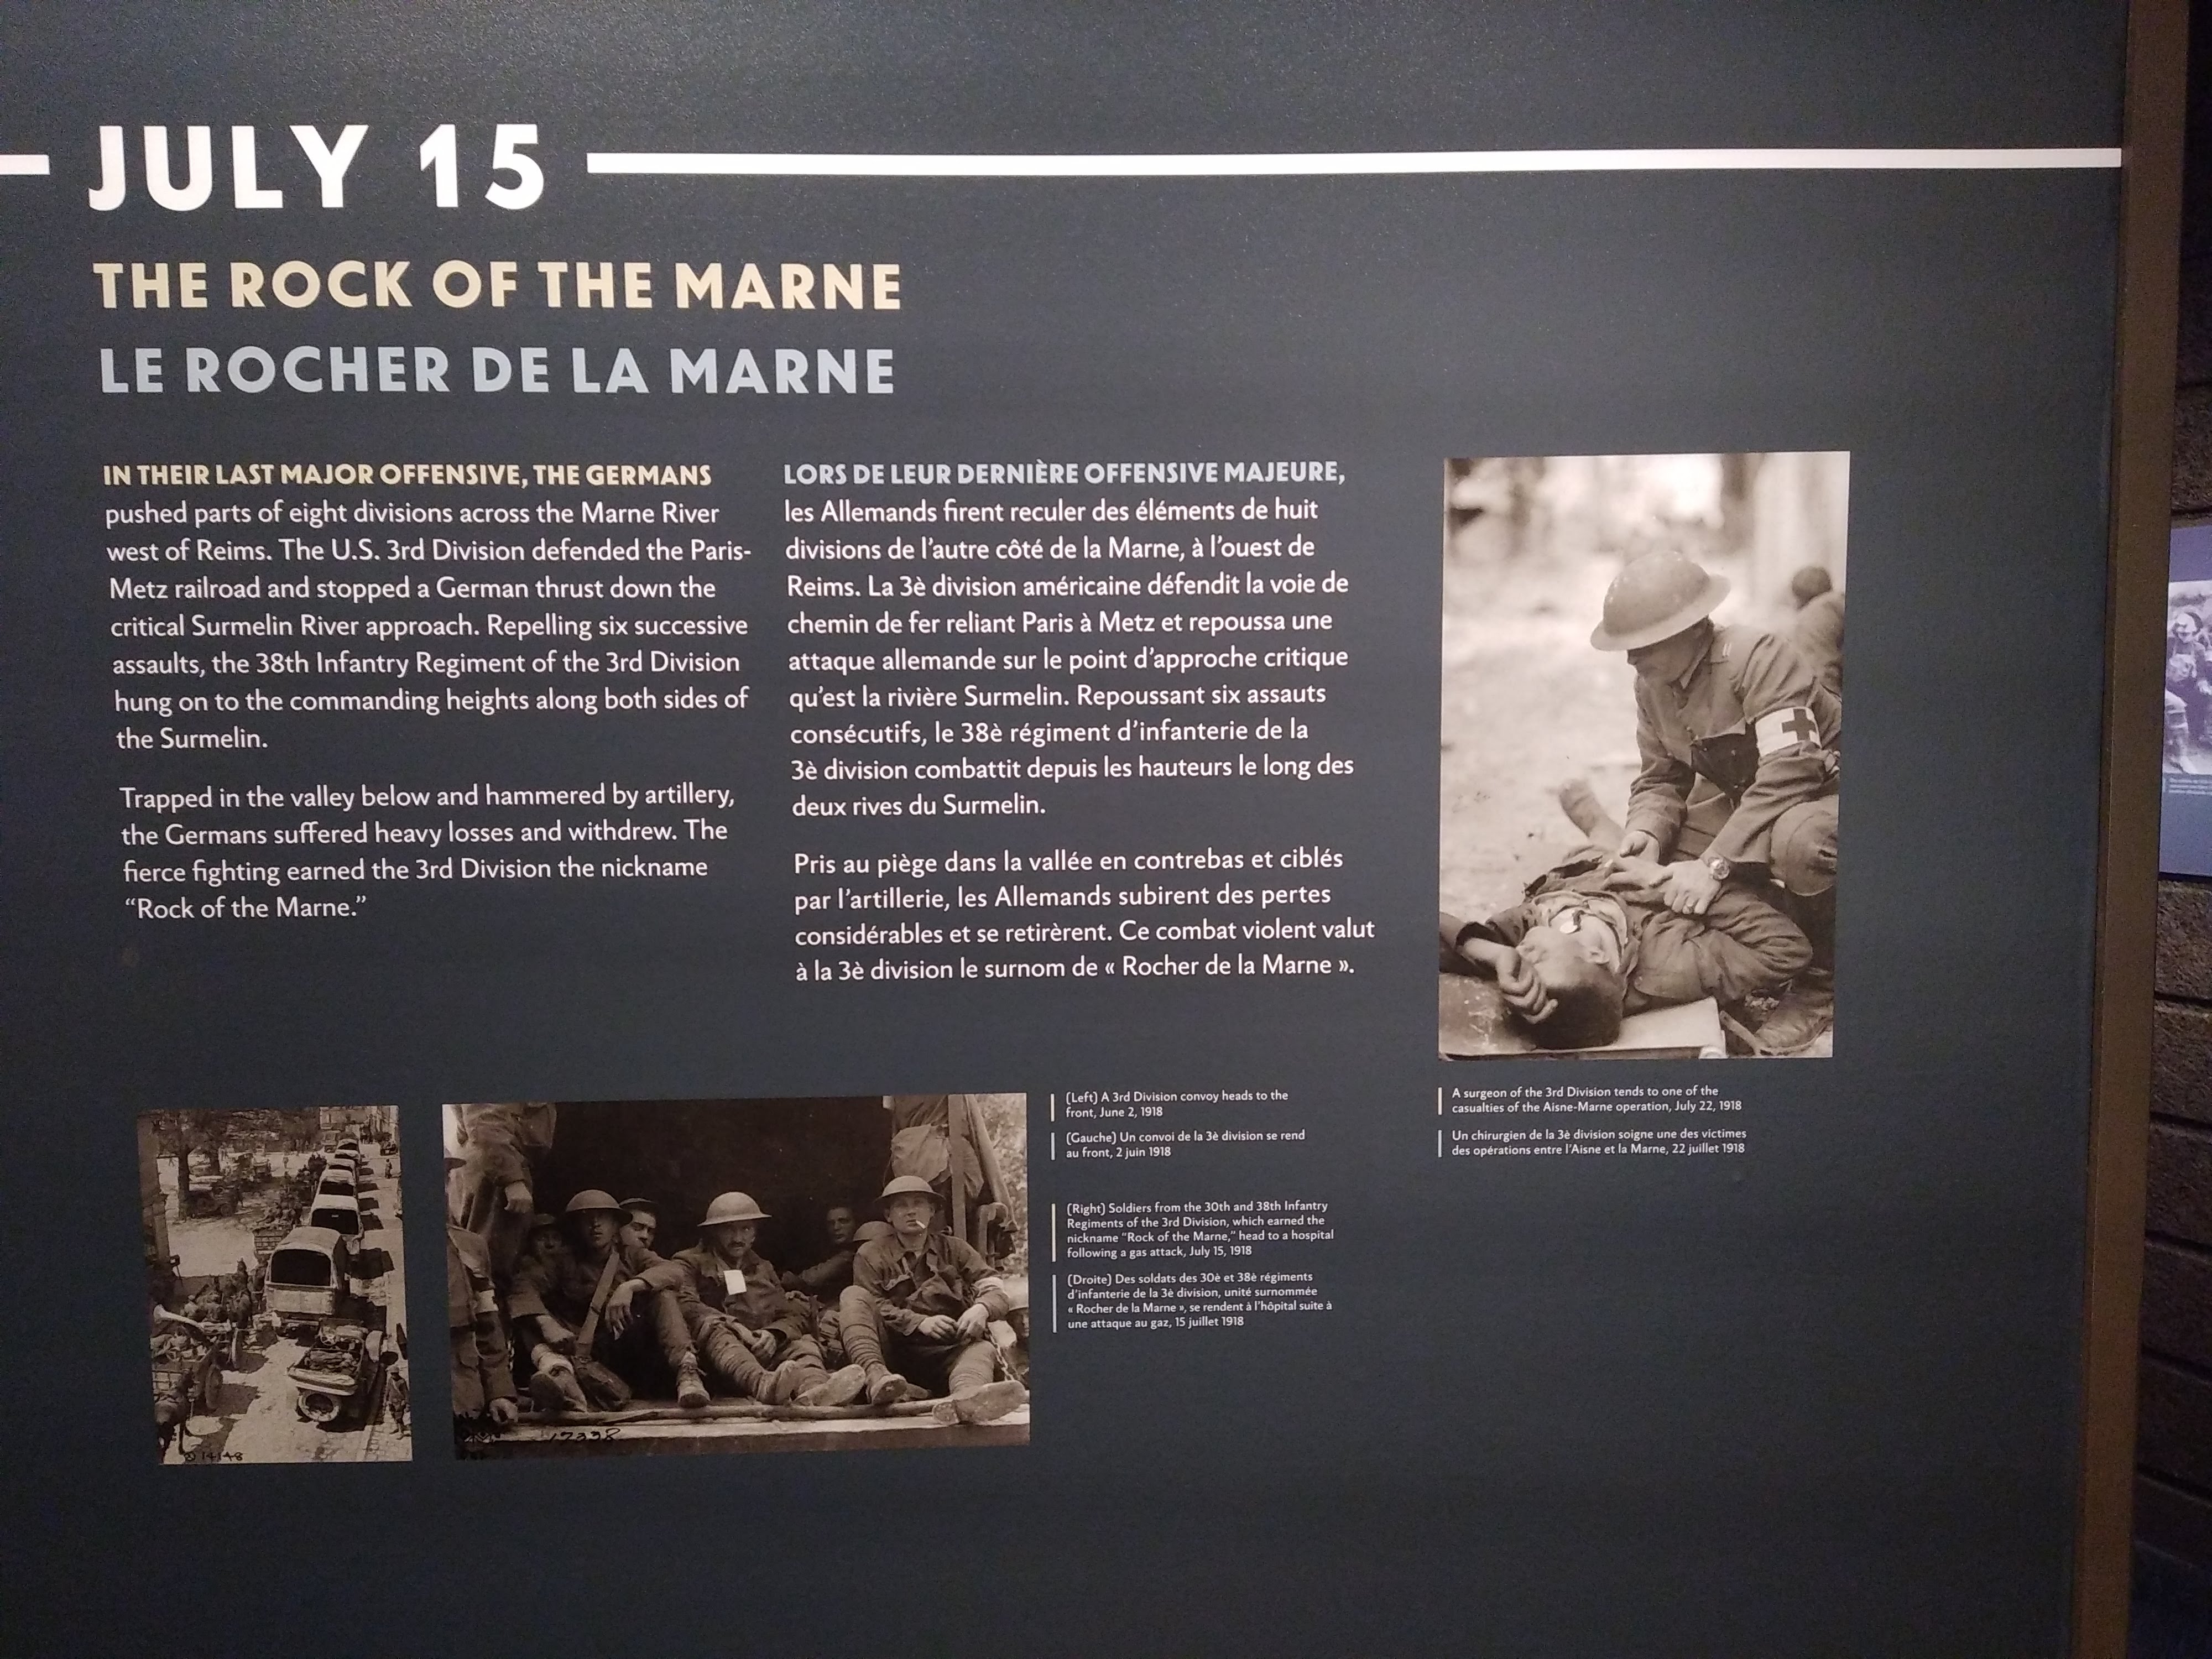 JULY 15
THE ROCK OF THE MARNE
LE ROCHER DE LA MARNE
IN THEIR LAST MAJOR OFFENSIVE, THE GERMANS
pushed parts of eight divisions across the Marne River
west of Reims. The U.S. 3rd Division defended the Paris-
Metz railroad and stopped a German thrust down the
critical Surmelin River approach. Repelling six successive
assaults, the 38th Infantry Regiment of the 3rd Division
hung on to the commanding heights along both sides of
the Surmelin.
Trapped in the valley below and hammered by artillery,
the Germans suffered heavy losses and withdrew. The
fierce fighting earned the 3rd Division the nickname
“Rock of the Marne.”
LORS DE LEUR DERNIÈRE OFFENSIVE MAJEURE,
les Allemands firent reculer des éléments de huit
divisions de l’autre côté de la Marne, à l’ouest de
Reims. La 3è division américaine défendit la voie de
chemin de fer reliant Paris à Metz et repoussa une
attaque allemande sur le point d’approche critique
qu’est la rivière Surmelin. Repoussant six assauts
consécutifs, le 38è régiment d’infanterie de la
3è division combattit depuis les hauteurs le long des
deux rives du Surmelin.
Pris au piège dans la vallée en contrebas et ciblés
par l’artillerie, les Allemands subirent des pertes
considérables et se retirèrent. Ce combat violent valut
à la 3è division le surnom de « Rocher de la Marne ».
(Left) A 3rd Division convoy heads to the
front, June 2, 1918
(Gauche) Un convoi de la 3è division se rend
au front, 2 juin 1918
(Right) Soldiers from the 30th and 38th Infantry
Regiments of the 3rd Division, which earned the
nickname “Rock of the Marne,” head to a hospital
following a gas attack, July 15, 1918
(Droite) Des soldats des 30è et 38è régiments
d’infanterie de la 3è division, unité surnommée
« Rocher de la Marne », se rendent à l’hôpital suite à
une attaque au gaz, 15 juillet 1918
A surgeon of the 3rd Division tends to one of the
casualties of the Aisne-Marne operation, July 22, 1918
Un chirurgien de la 3è division soigne une des victimes
des opérations entre l’Aisne et la Marne, 22 juillet 1918
17338